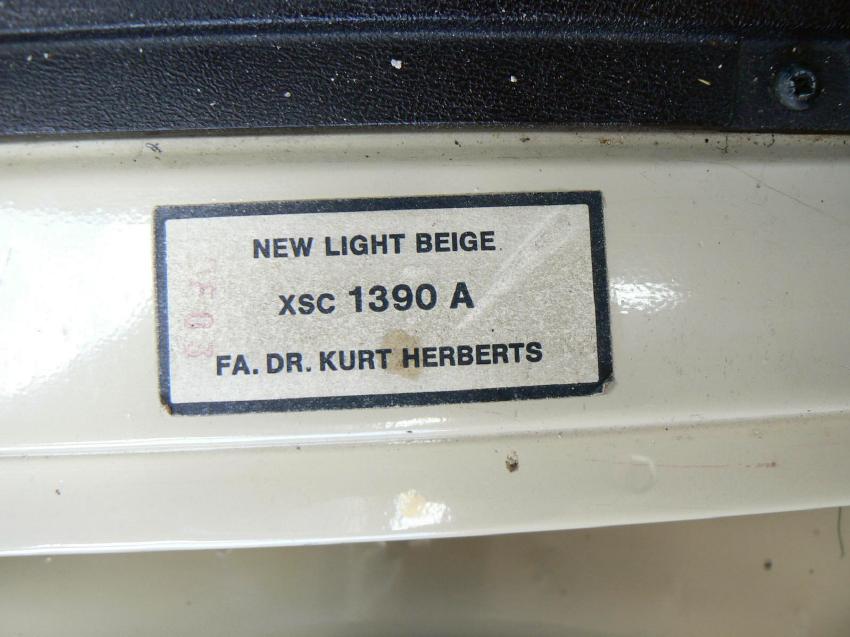 NEW LIGHT BEIGE
XSC 1390 A
FA. DR. KURT HERBERTS